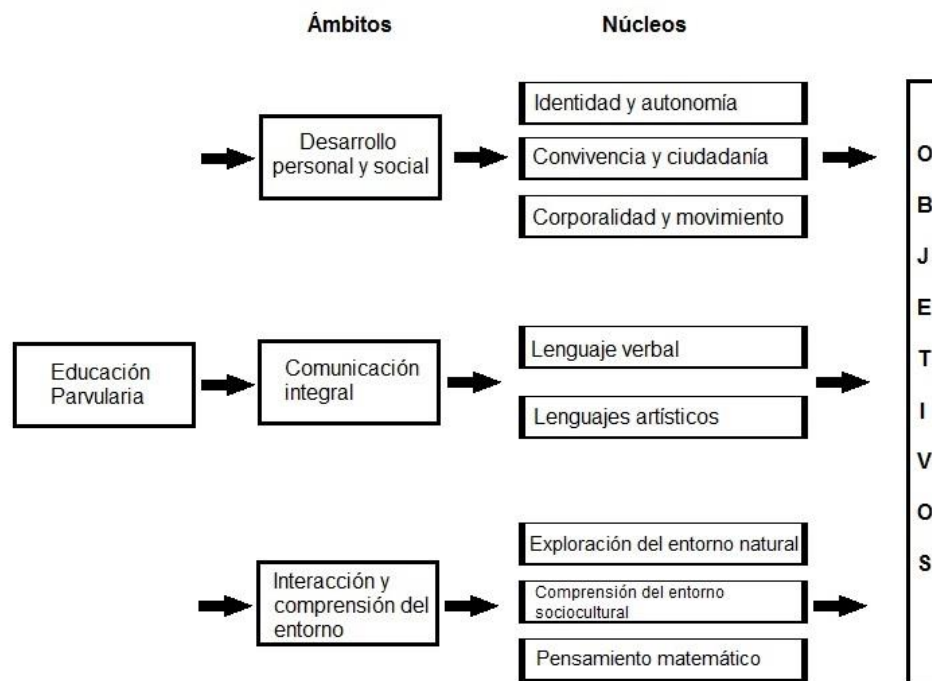 Ámbitos
Núcleos
Identidad y autonomía
Desarrollo
personal y social
Convivencia y ciudadanía
Corporalidad y movimiento
Educación
Parvularia
Comunicación
integral
Lenguaje verbal
Lenguajes artísticos
Interacción y
comprensión del
entorno
Exploración del entorno natural
Comprensión del entorno
sociocultural
Pensamiento matemático
O
B
J
E
T
I
V
O
S